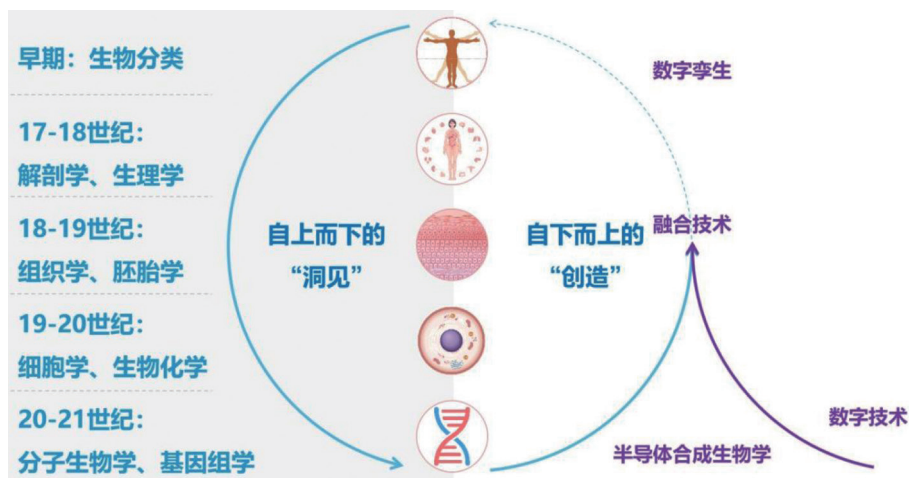 早期：生物分类
17-18世纪：
解剖学、生理学
18-19世纪：
组织学、胚胎学
19-20世纪：
细胞学、生物化学
20-21世纪：
分子生物学、基因组学
自上而下的
“洞见”
自下而上的
“创造”
数字孪生
融合技术
数字技术
半导体合成生物学